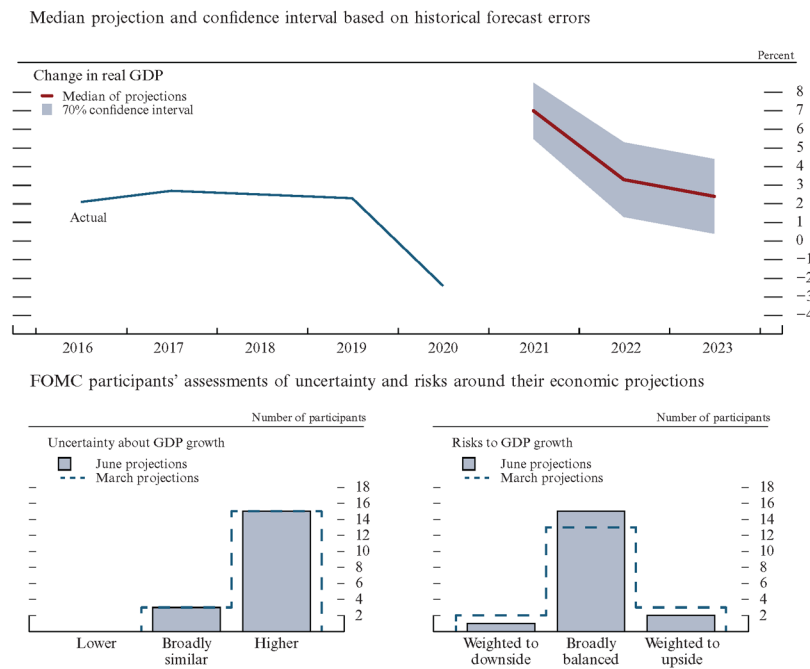 Median projection and confidence interval based on historical forecast errors
Percent
Change in real GDP
Median of projections
70% confidence interval
8
7
6
5
4
3
2
1
0
−1
−2
−3
−4
Actual
2016 2017 2018 2019 2020 2021 2022 2023
FOMC participants’ assessments of uncertainty and risks around their economic projections
Number of participants
Uncertainty about GDP growth
June projections
March projections
18
16
14
12
10
8
6
4
2
Lower Broadly similar Higher
Number of participants
Risks to GDP growth
June projections
March projections
18
16
14
12
10
8
6
4
2
Weighted to downside Broadly balanced Weighted to upside